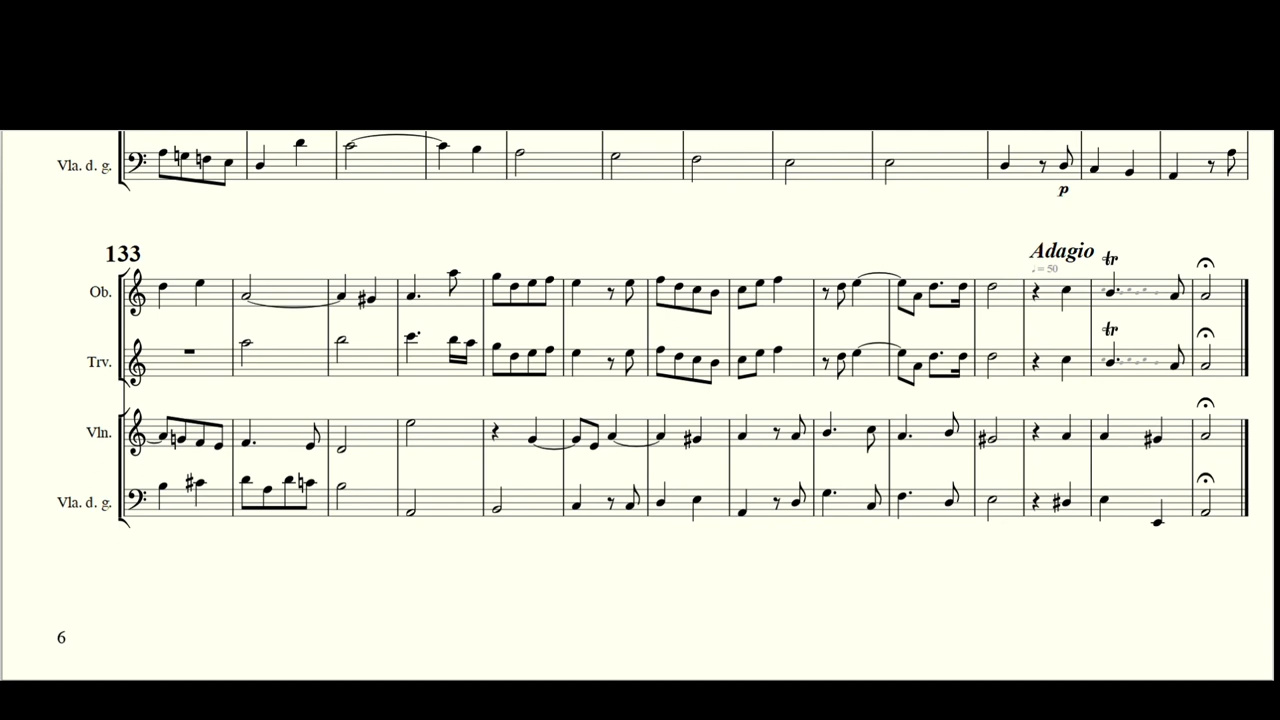 Vla. d. g.
p
133
Adagio
♩ = 50
tr
Ob.
tr
Trv.
Vln.
Vla. d. g.
6